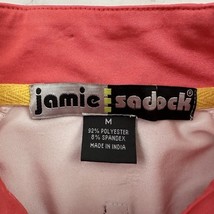 jamie sadock
M
92% POLYESTER
8% SPANDEX
MADE IN INDIA